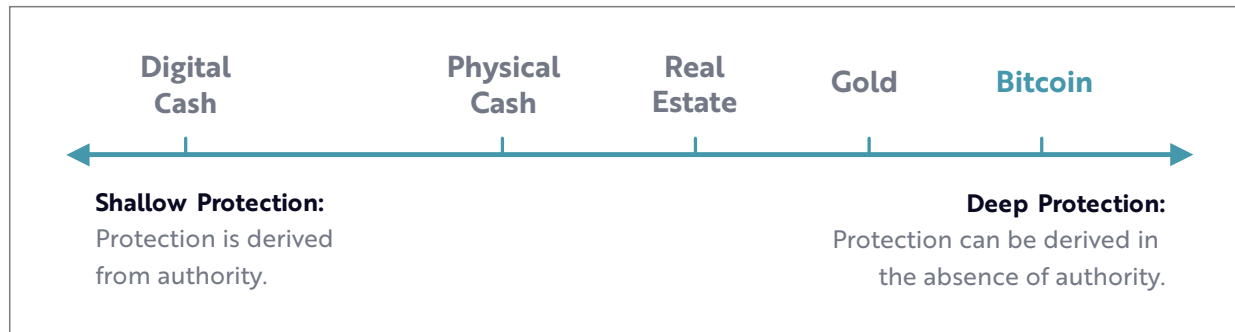 Digital
Cash
Physical
Cash
Real
Estate
Gold
Bitcoin
Shallow Protection:
Protection is derived
from authority.
Deep Protection:
Protection can be derived in
the absence of authority.